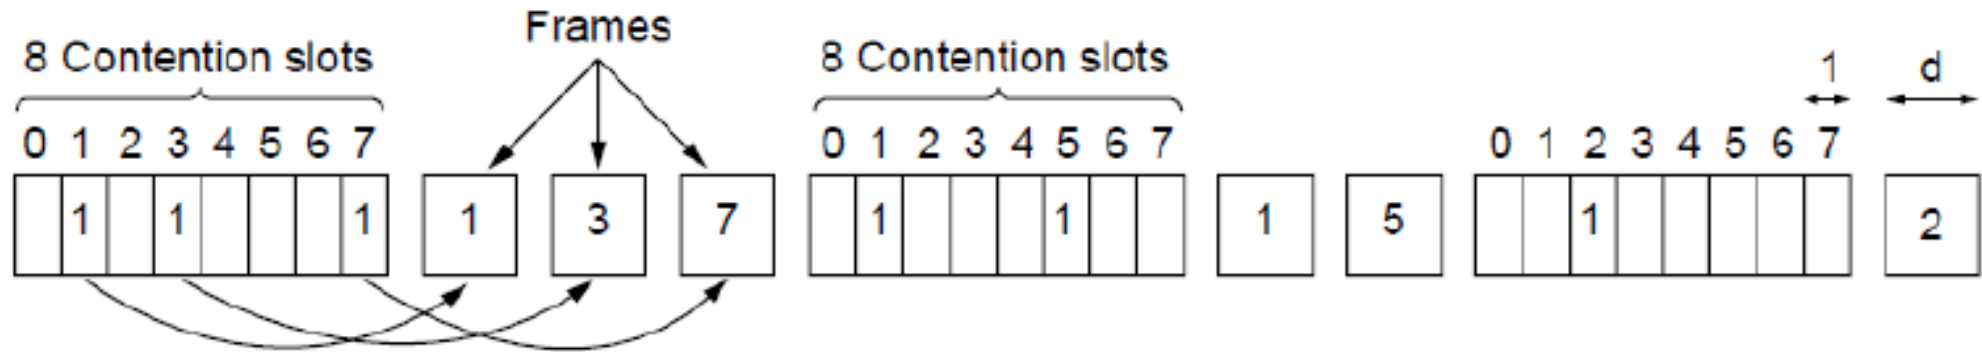 Frames
8 Contention slots 8 Contention slots 1 d
0 1 2 3 4 5 6 7 0 1 2 3 4 5 6 7 0 1 2 3 4 5 6 7
1 1 1 1 3 7 1 1 1 5 1 2